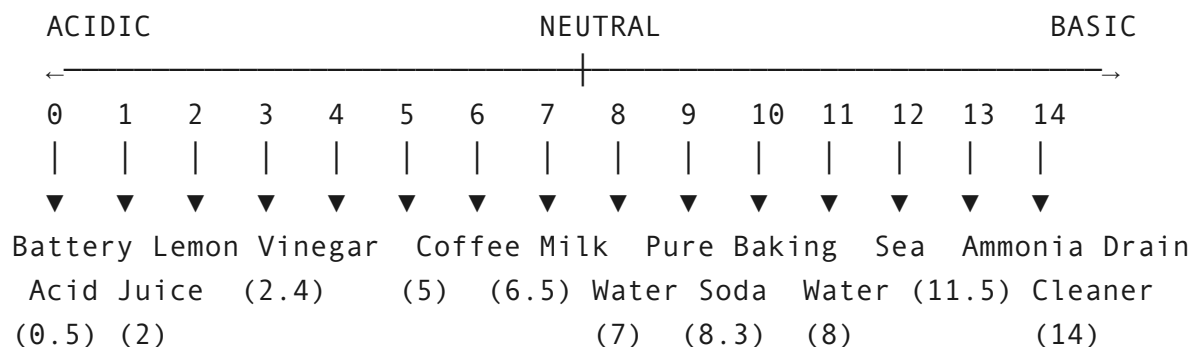 ACIDIC NEUTRAL BASIC
0 1 2 3 4 5 6 7 8 9 10 11 12 13 14
Battery Lemon Vinegar Coffee Milk Pure Baking Sea Ammonia Drain
Acid Juice (2.4) (5) (6.5) Water Soda Water (11.5) Cleaner
(0.5) (2) (7) (8.3) (8) (14)